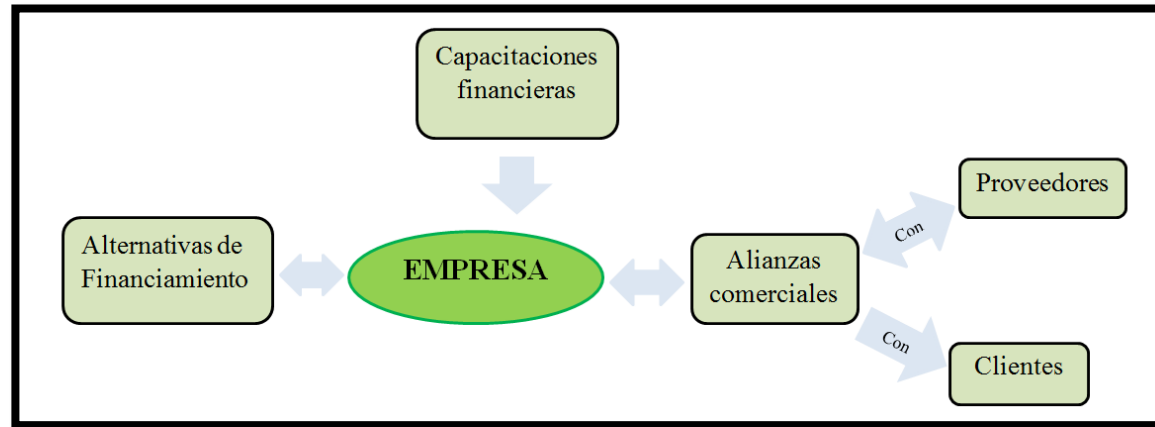 Capacitaciones
financieras
Proveedores
Con
Alternativas de
Financiamiento
EMPRESA
Alianzas
comerciales
Con
Clientes